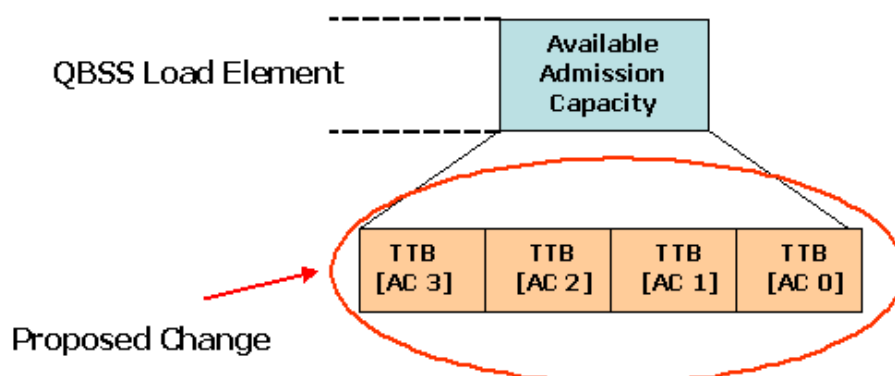 QBSS Load Element
Available
Admission
Capacity
TTB TTB TTB TTB
[AC 3] [AC 2] [AC 1] [AC 0]
Proposed Change